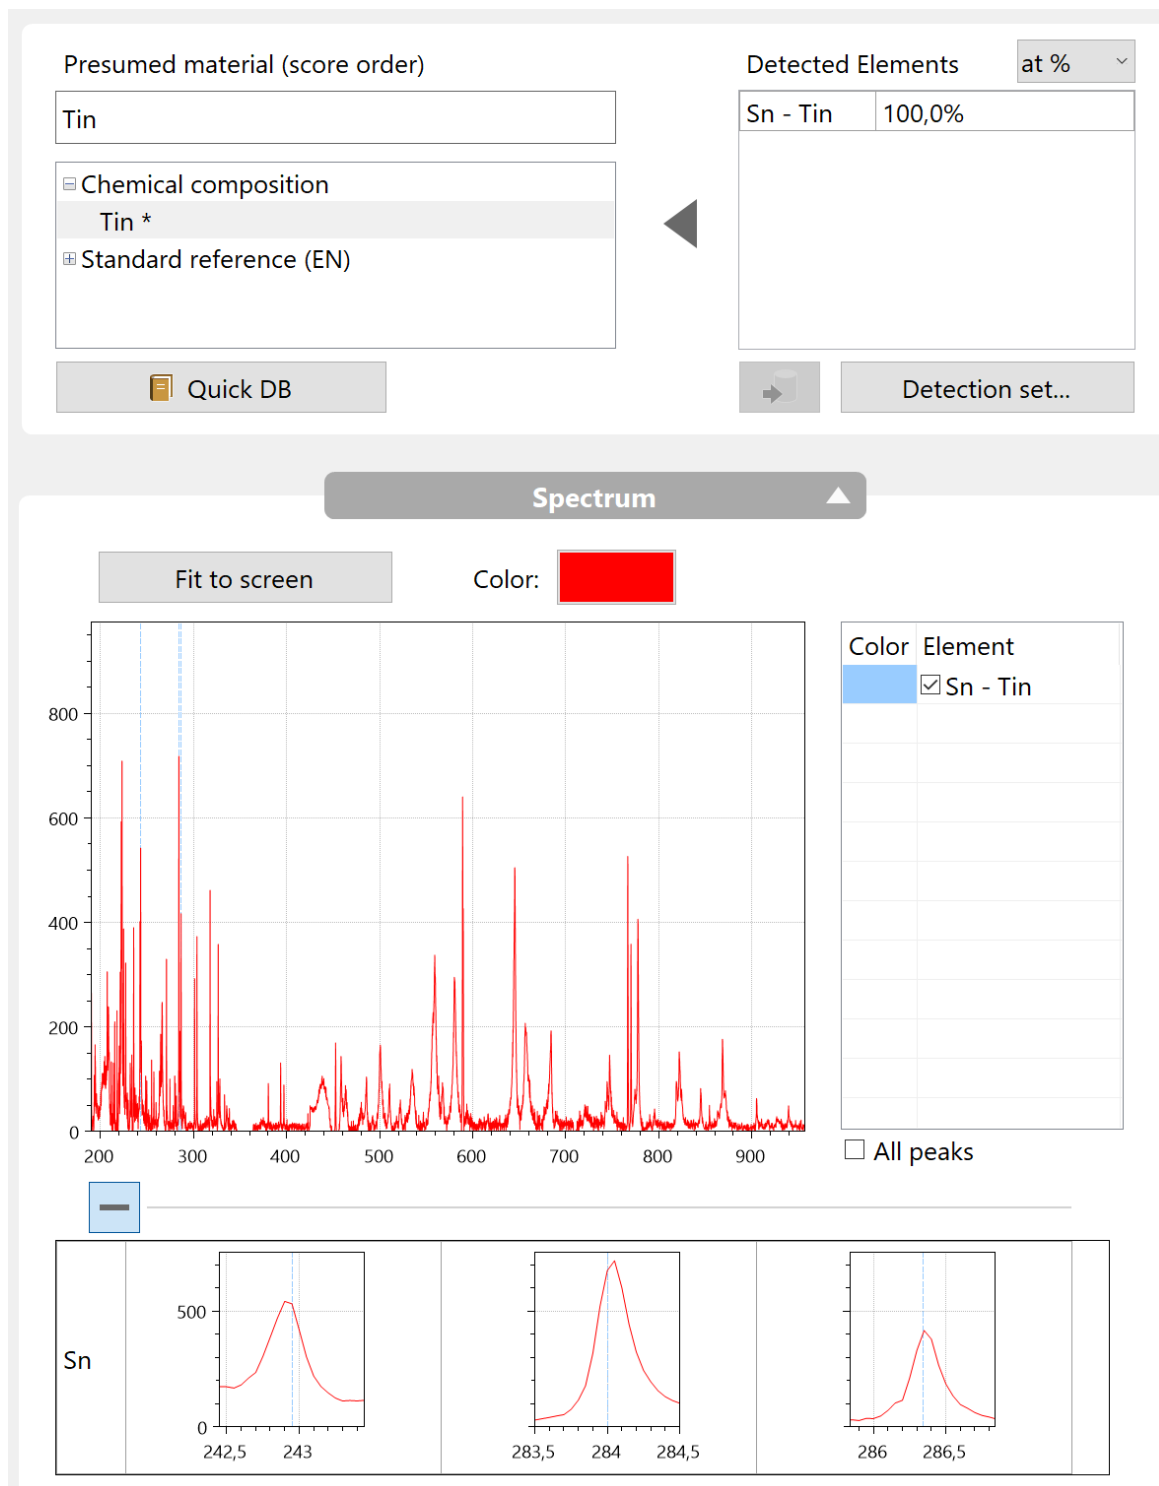 Presumed material (score order)
Detected Elements
at %
Tin
Sn - Tin 100,0%
Chemical composition
Tin *
Standard reference (EN)
Quick DB
Detection set...
Spectrum
Fit to screen
Color:
Color Element
Sn - Tin
800
600
400
200
0
200 300 400 500 600 700 800 900
All peaks
Sn
500
0
242,5 243
283,5 284 284,5
286 286,5